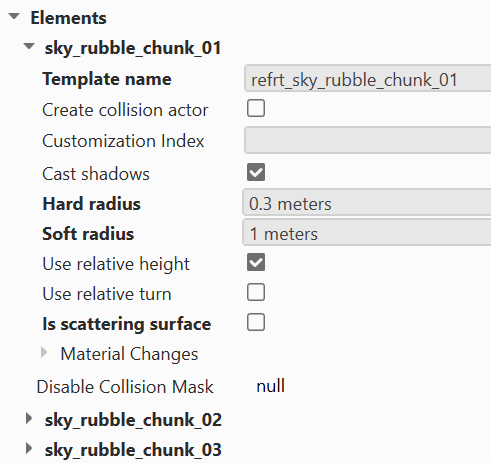 Elements
sky_rubble_chunk_01
Template name refrt_sky_rubble_chunk_01
Create collision actor
Customization Index
Cast shadows
Hard radius 0.3 meters
Soft radius 1 meters
Use relative height
Use relative turn
Is scattering surface
Material Changes
Disable Collision Mask null
sky_rubble_chunk_02
sky_rubble_chunk_03